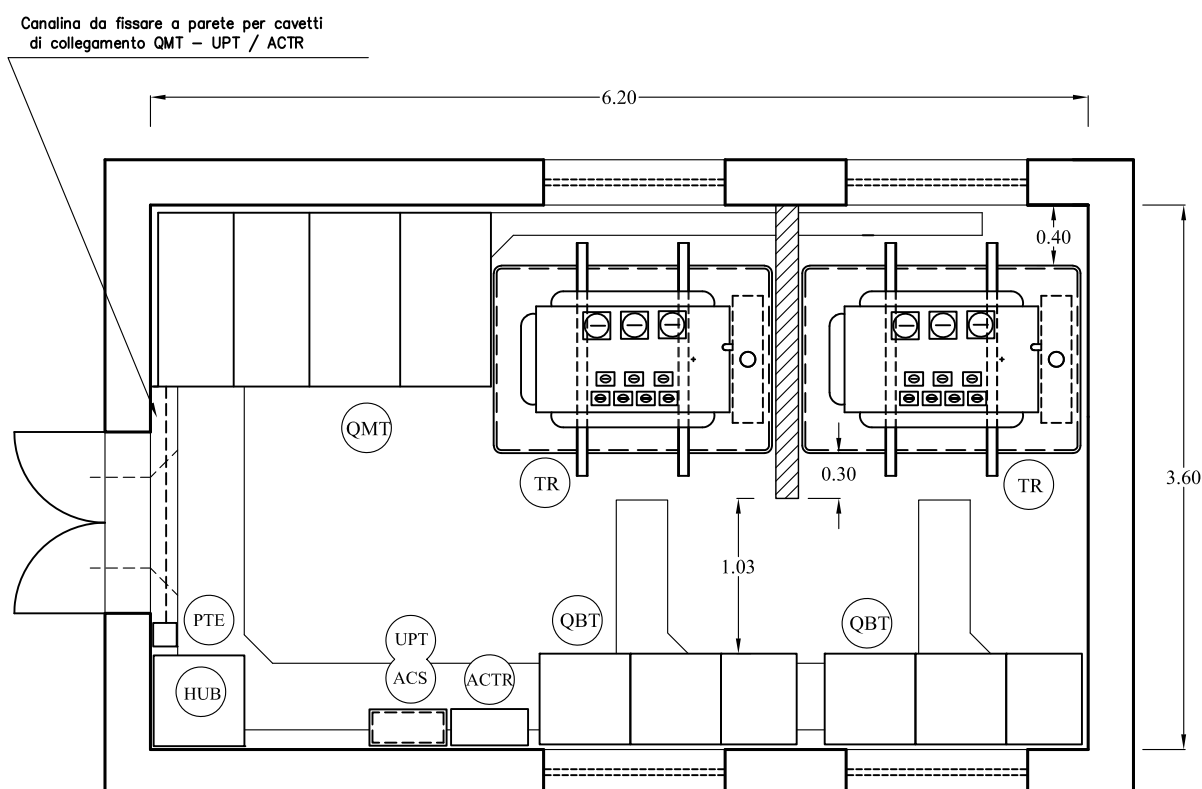 Canalina da fissare a parete per cavetti
di collegamento QMT – UPT / ACTR
6.20
0.40
QMT
TR
0.30
TR
3.60
1.03
PTE
UPT
QBT
QBT
HUB
ACS
ACTR